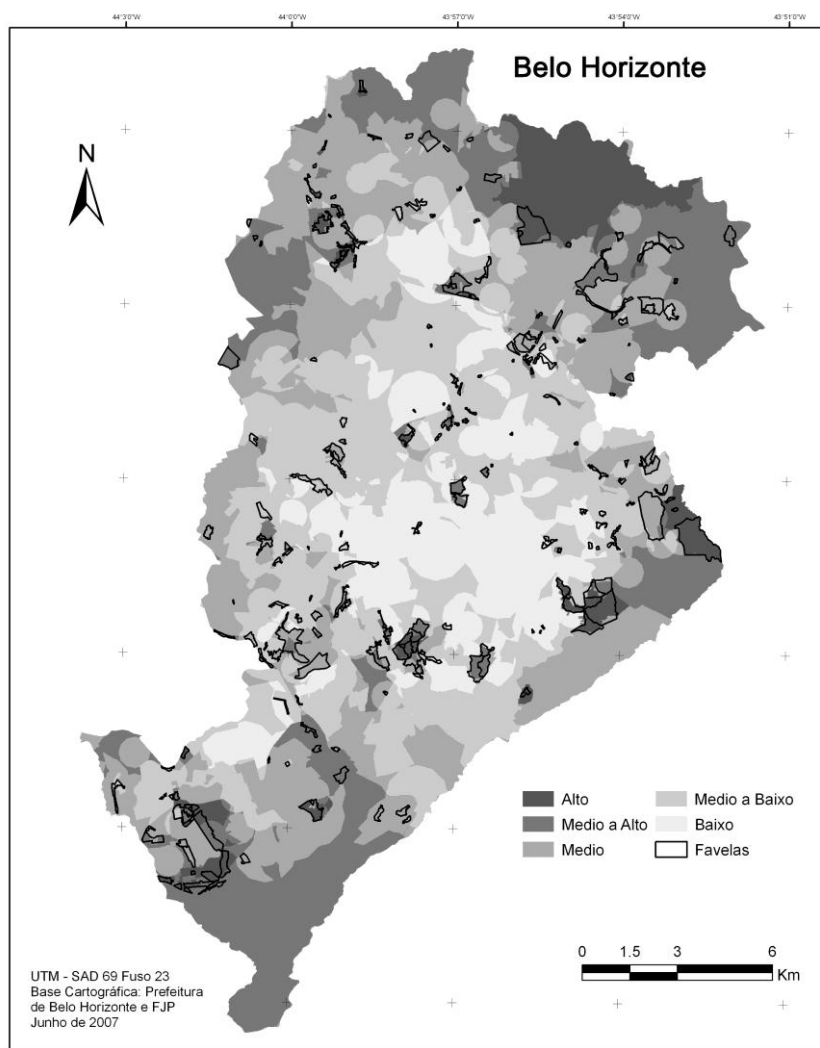 44'3'0"W 44'0'0"W 43'57'0"W 43'54'0"W 43'51'0"W
Belo Horizonte
N
Alto
Medio a Alto
Medio
Medio a Baixo
Baixo
Favelas
0 1.5 3 6
Km
UTM - SAD 69 Fuso 23
Base Cartográfica: Prefeitura
de Belo Horizonte e FJP
Junho de 2007